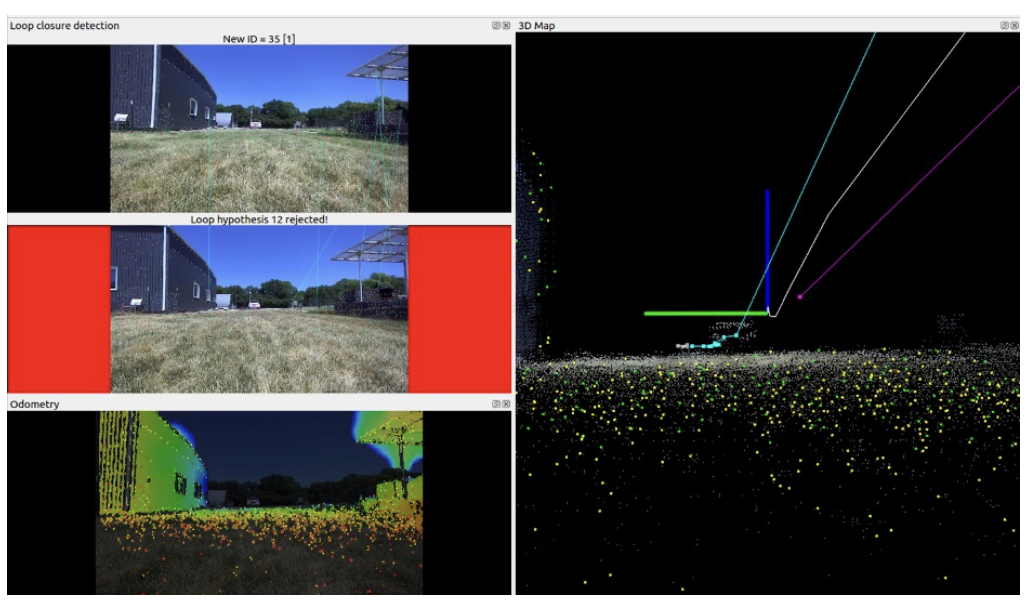 Loop closure detection
New ID = 35 [1]
Loop hypothesis 12 rejected!
Odometry
3D Map